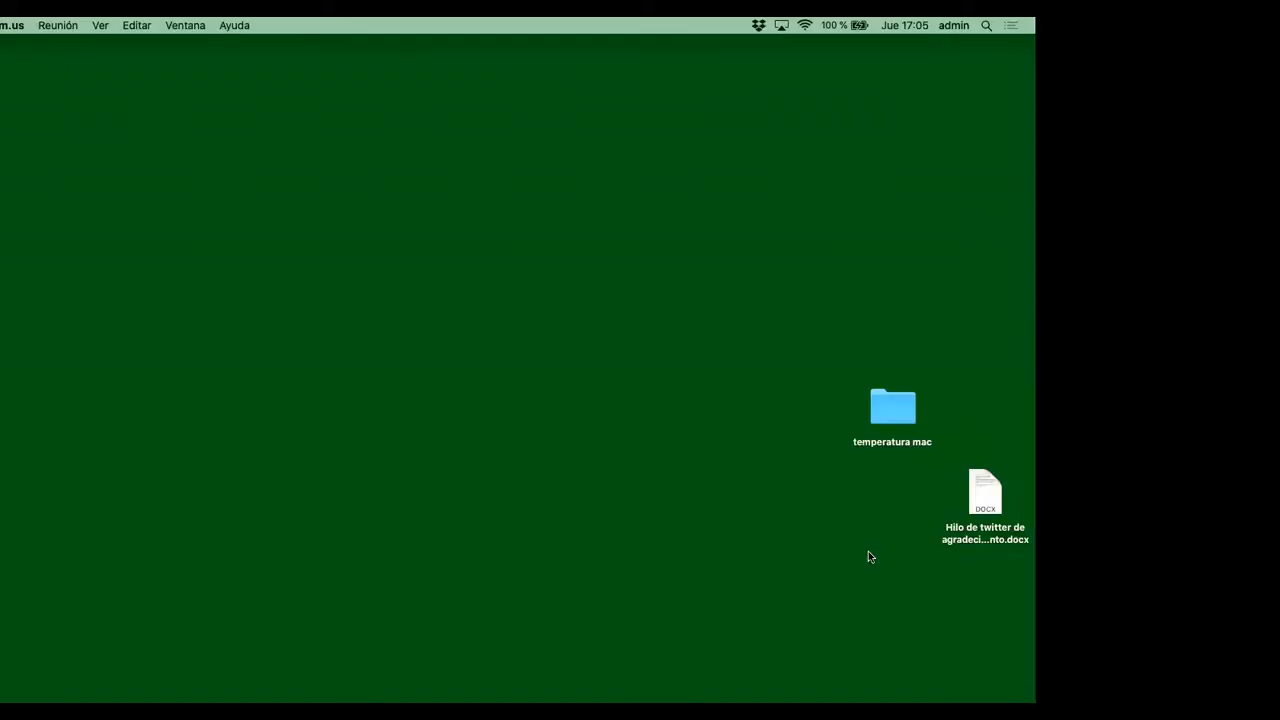 m.us Reunión Ver Editar Ventana Ayuda 100 % Jue 17:05 admin
temperatura mac
DOCX
Hilo de twitter de
agradeci...nto.docx